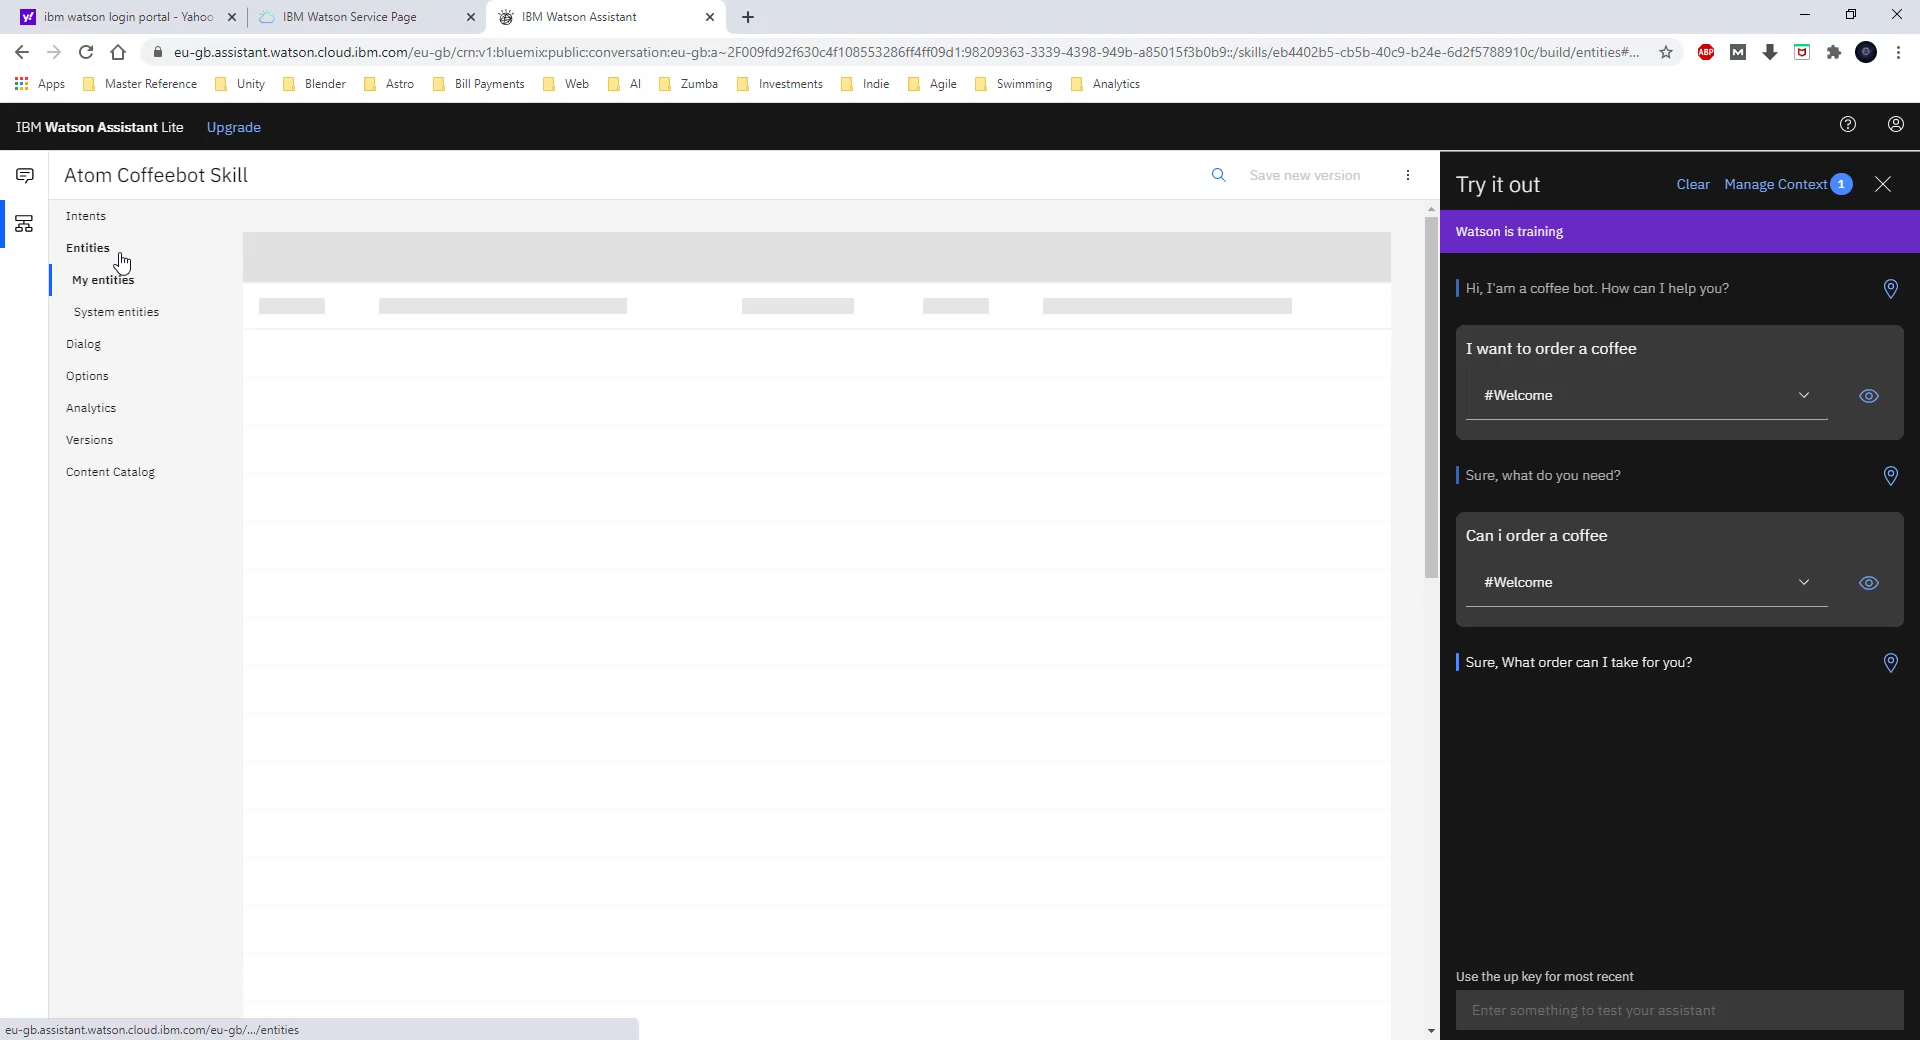 ibm watson login portal - Yahoo
IBM Watson Service Page
IBM Watson Assistant
eu-gb.assistant.watson.cloud.ibm.com/eu-gb/crn:v1:bluemix:public:conversation:eu-gb:a~2F009fd92f630c4f108553286ff4ff09d1:98209363-3339-4398-949b-a85015f3b0b9::/skills/eb4402b5-cb5b-40c9-b24e-6d2f5788910c/build/entities#...
Apps
Master Reference
Unity
Blender
Astro
Bill Payments
Web
AI
Zumba
Investments
Indie
Agile
Swimming
Analytics
IBM Watson Assistant Lite
Upgrade
Atom Coffeebot Skill
Save new version
Intents
Entities
My entities
System entities
Dialog
Options
Analytics
Versions
Content Catalog
Try it out
Clear
Manage Context 1
Watson is training
Hi, I'am a coffee bot. How can I help you?
I want to order a coffee
#Welcome
Sure, what do you need?
Can i order a coffee
#Welcome
Sure, What order can I take for you?
Use the up key for most recent
Enter something to test your assistant
eu-gb.assistant.watson.cloud.ibm.com/eu-gb/.../entities